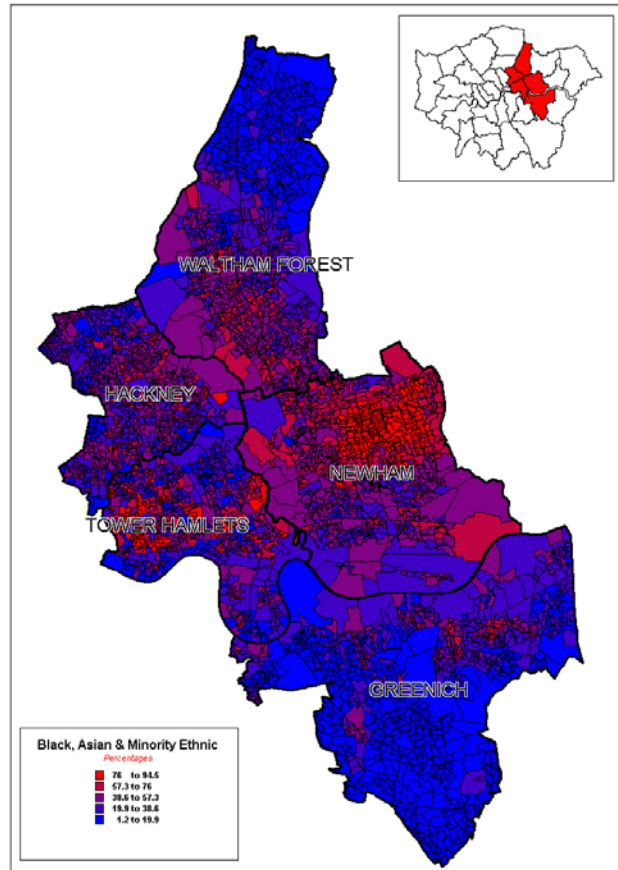 WALTHAM FOREST
HACKNEY
NEWHAM
TOWER HAMLETS
GREENICH
Black, Asian & Minority Ethnic
Percentages
76 to 94.5
57.3 to 76
38.6 to 57.3
19.9 to 38.6
1.2 to 19.9